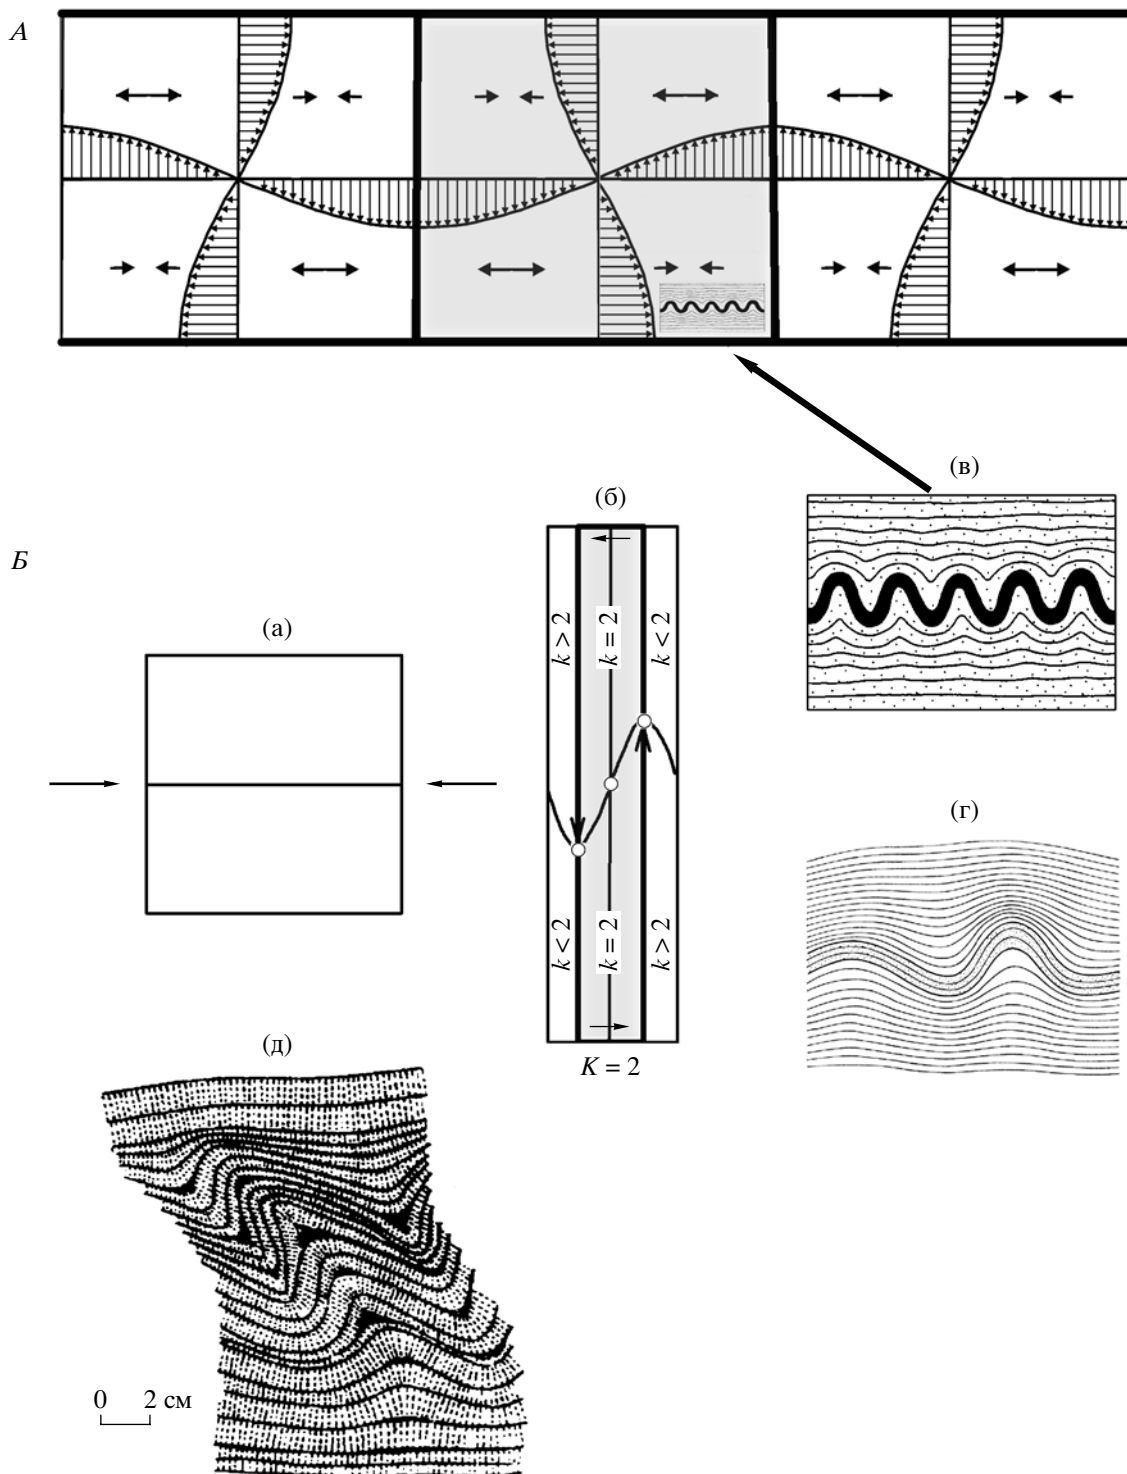 А
(в)
(б)
Б
(а)
k > 2
k = 2
k < 2
(г)
k < 2
k = 2
k > 2
(д)
K = 2
0 2 см